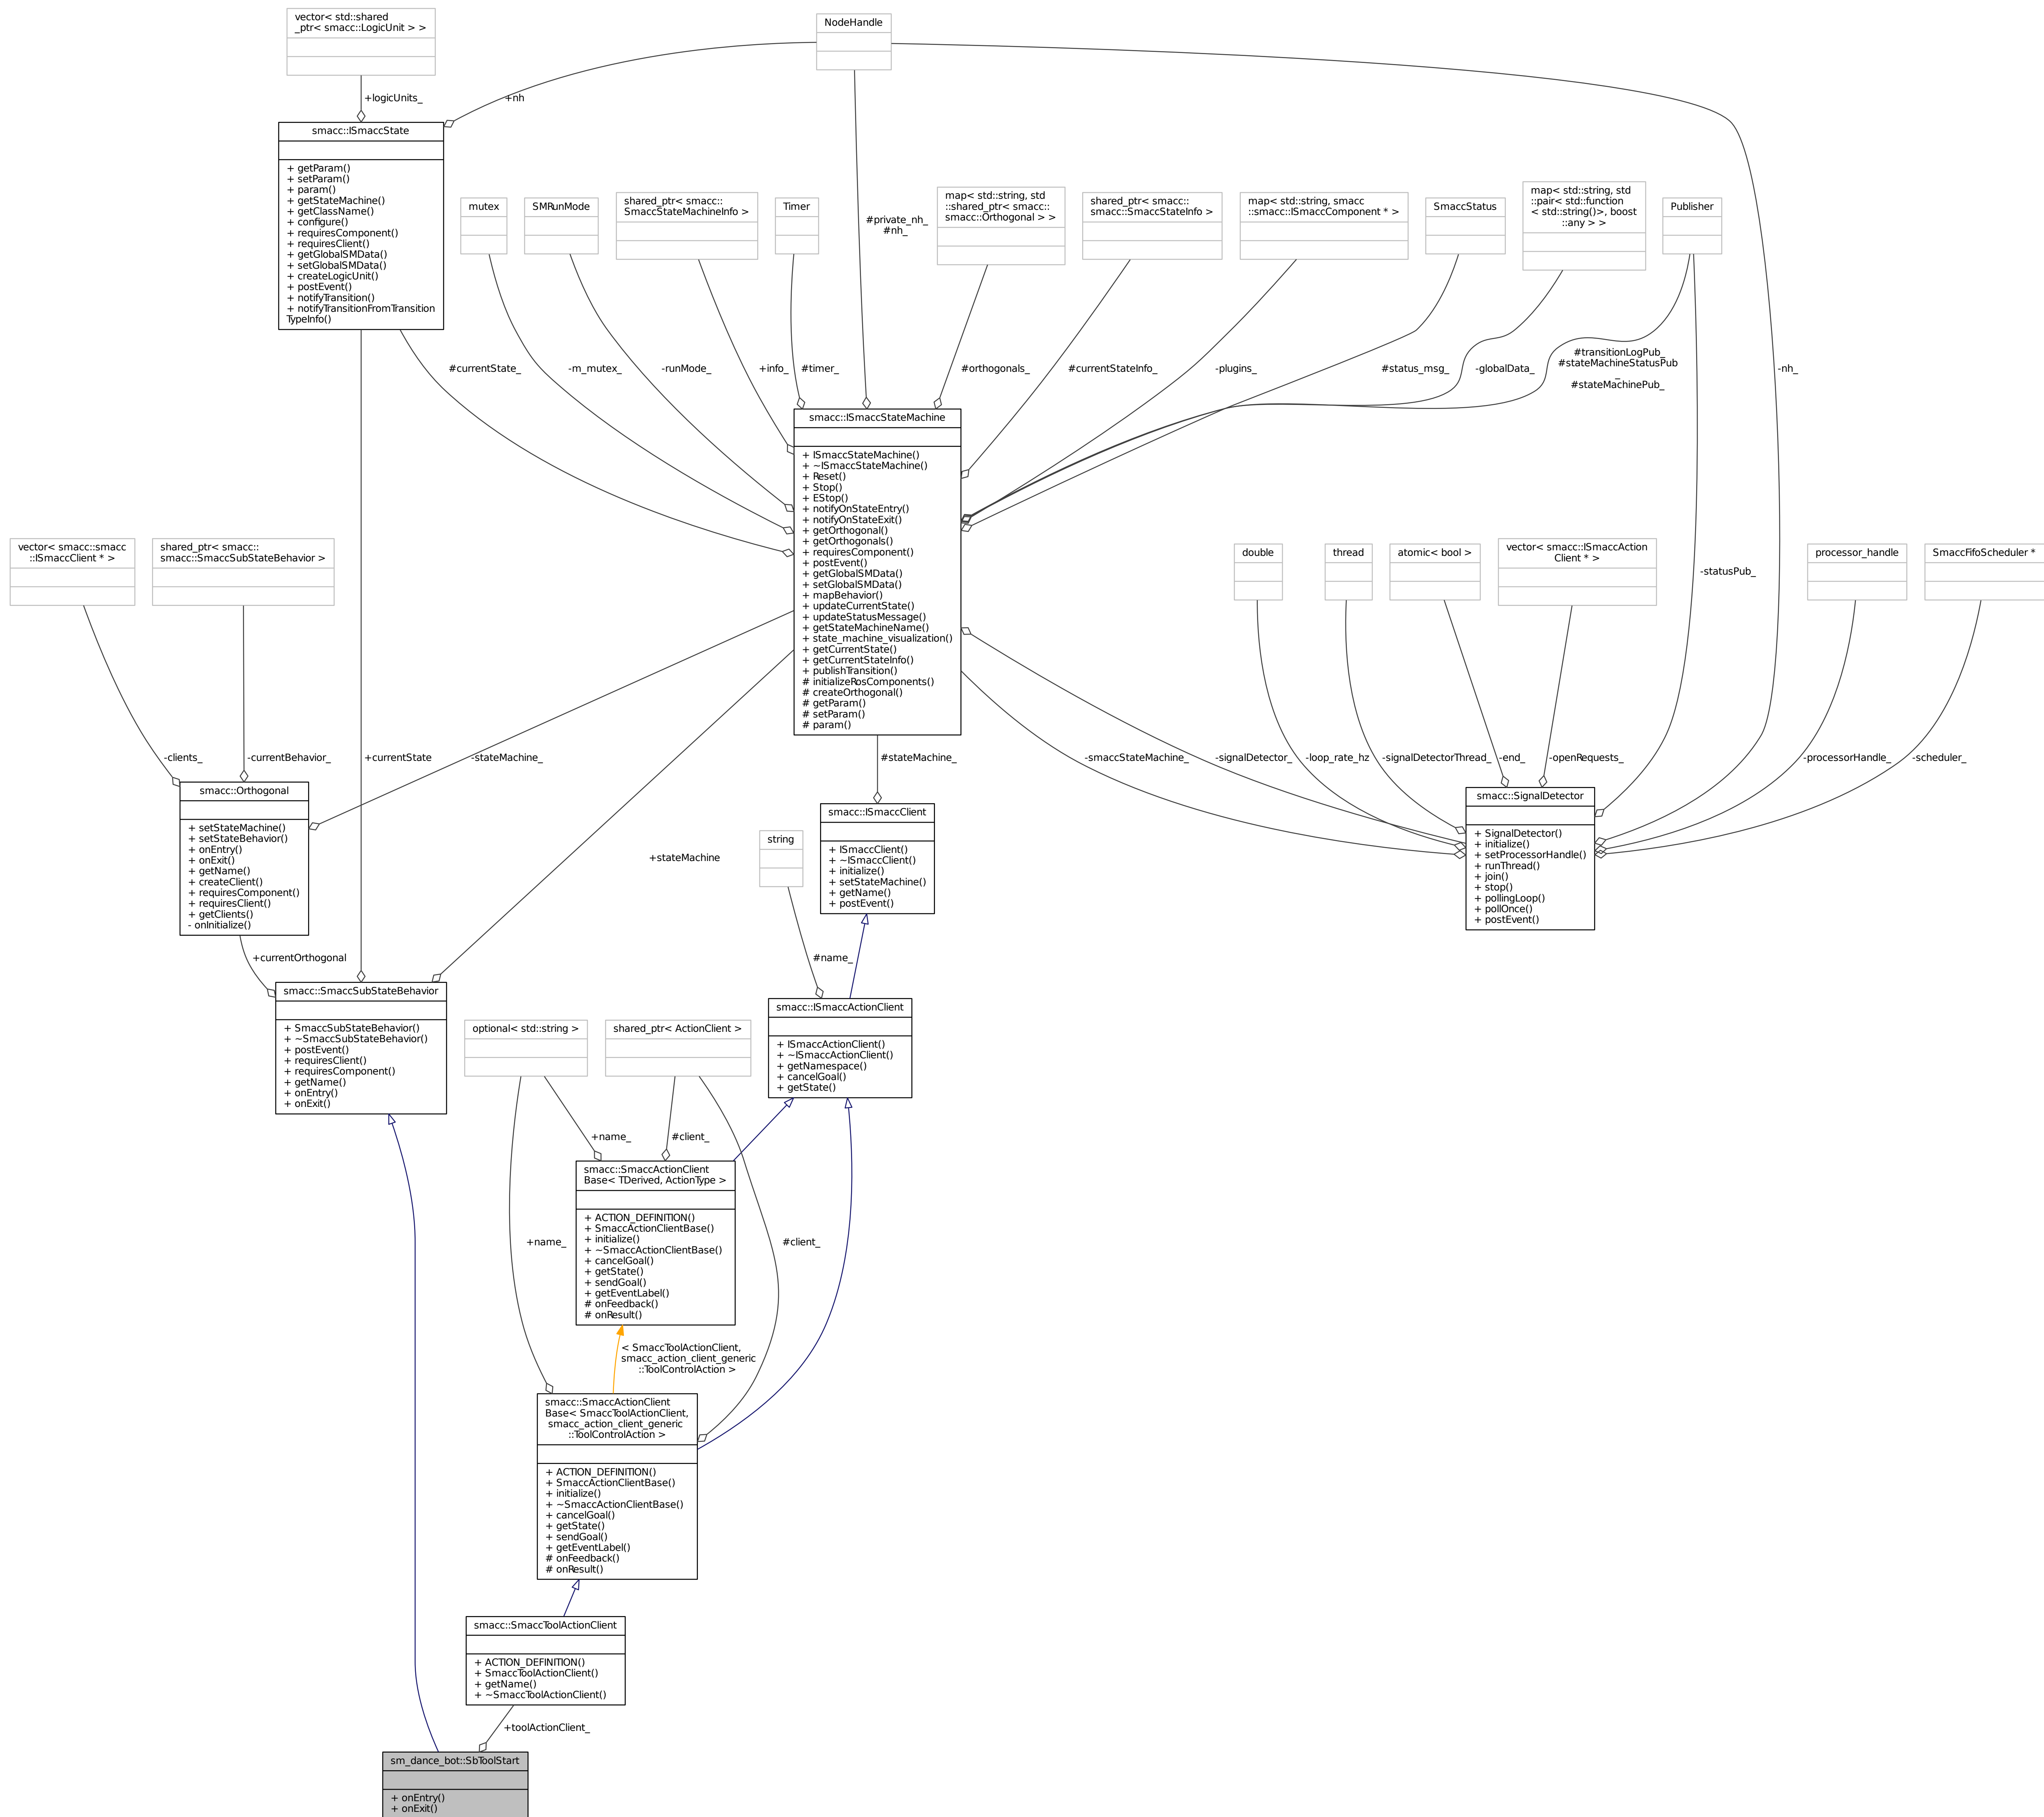 vector< std::shared
_ptr< smacc::LogicUnit > >
NodeHandle
+logicUnits_
+nh
smacc::ISmaccState
+ getParam()
+ setParam()
+ param()
+ getStateMachine()
+ getClassName()
+ configure()
+ requiresComponent()
+ requiresClient()
+ getGlobalSMData()
+ setGlobalSMData()
+ createLogicUnit()
+ postEvent()
+ notifyTransition()
+ notifyTransitionFromTransition
TypeInfo()
mutex
SMRunMode
shared_ptr< smacc::
SmaccStateMachineInfo >
Timer
#private_nh_
#nh_
map< std::string, std
::shared_ptr< smacc::
smacc::Orthogonal > >
shared_ptr< smacc::
smacc::SmaccStateInfo >
map< std::string, smacc
::smacc::ISmaccComponent * >
SmaccStatus
map< std::string, std
::pair< std::function
< std::string()>, boost
::any > >
Publisher
#currentState_
-m_mutex_
-runMode_
+info_
#timer_
#orthogonals_
#currentStateInfo_
-plugins_
#status_msg_
-globalData_
#transitionLogPub_
#stateMachineStatusPub
_
#stateMachinePub_
-nh_
smacc::ISmaccStateMachine
+ ISmaccStateMachine()
+ ~ISmaccStateMachine()
+ Reset()
+ Stop()
+ EStop()
+ notifyOnStateEntry()
+ notifyOnStateExit()
+ getOrthogonal()
+ getOrthogonals()
+ requiresComponent()
+ postEvent()
+ getGlobalSMData()
+ setGlobalSMData()
+ mapBehavior()
+ updateCurrentState()
+ updateStatusMessage()
+ getStateMachineName()
+ state_machine_visualization()
+ getCurrentState()
+ getCurrentStateInfo()
+ publishTransition()
# initializeRosComponents()
# createOrthogonal()
# getParam()
# setParam()
# param()
vector< smacc::smacc
::ISmaccClient * >
shared_ptr< smacc::
smacc::SmaccSubStateBehavior >
double
thread
atomic< bool >
vector< smacc::ISmaccAction
Client * >
-statusPub_
processor_handle
SmaccFifoScheduler *
-clients_
-currentBehavior_
+currentState
-stateMachine_
#stateMachine_
-smaccStateMachine_
-signalDetector_
-loop_rate_hz
-signalDetectorThread_
-end_
-openRequests_
-processorHandle_
-scheduler_
smacc::Orthogonal
+ setStateMachine()
+ setStateBehavior()
+ onEntry()
+ onExit()
+ getName()
+ createClient()
+ requiresComponent()
+ requiresClient()
+ getClients()
- onInitialize()
+stateMachine
string
smacc::ISmaccClient
+ ISmaccClient()
+ ~ISmaccClient()
+ initialize()
+ setStateMachine()
+ getName()
+ postEvent()
smacc::SignalDetector
+ SignalDetector()
+ initialize()
+ setProcessorHandle()
+ runThread()
+ join()
+ stop()
+ pollingLoop()
+ pollOnce()
+ postEvent()
+currentOrthogonal
#name_
smacc::SmaccSubStateBehavior
+ SmaccSubStateBehavior()
+ ~SmaccSubStateBehavior()
+ postEvent()
+ requiresClient()
+ requiresComponent()
+ getName()
+ onEntry()
+ onExit()
optional< std::string >
shared_ptr< ActionClient >
smacc::ISmaccActionClient
+ ISmaccActionClient()
+ ~ISmaccActionClient()
+ getNamespace()
+ cancelGoal()
+ getState()
+name_
#client_
smacc::SmaccActionClient
Base< TDerived, ActionType >
+ ACTION_DEFINITION()
+ SmaccActionClientBase()
+ initialize()
+ ~SmaccActionClientBase()
+ cancelGoal()
+ getState()
+ sendGoal()
+ getEventLabel()
# onFeedback()
# onResult()
+name_
#client_
< SmaccToolActionClient,
smacc_action_client_generic
::ToolControlAction >
smacc::SmaccActionClient
Base< SmaccToolActionClient,
smacc_action_client_generic
::ToolControlAction >
+ ACTION_DEFINITION()
+ SmaccActionClientBase()
+ initialize()
+ ~SmaccActionClientBase()
+ cancelGoal()
+ getState()
+ sendGoal()
+ getEventLabel()
# onFeedback()
# onResult()
smacc::SmaccToolActionClient
+ ACTION_DEFINITION()
+ SmaccToolActionClient()
+ getName()
+ ~SmaccToolActionClient()
+toolActionClient_
sm_dance_bot::SbToolStart
+ onEntry()
+ onExit()